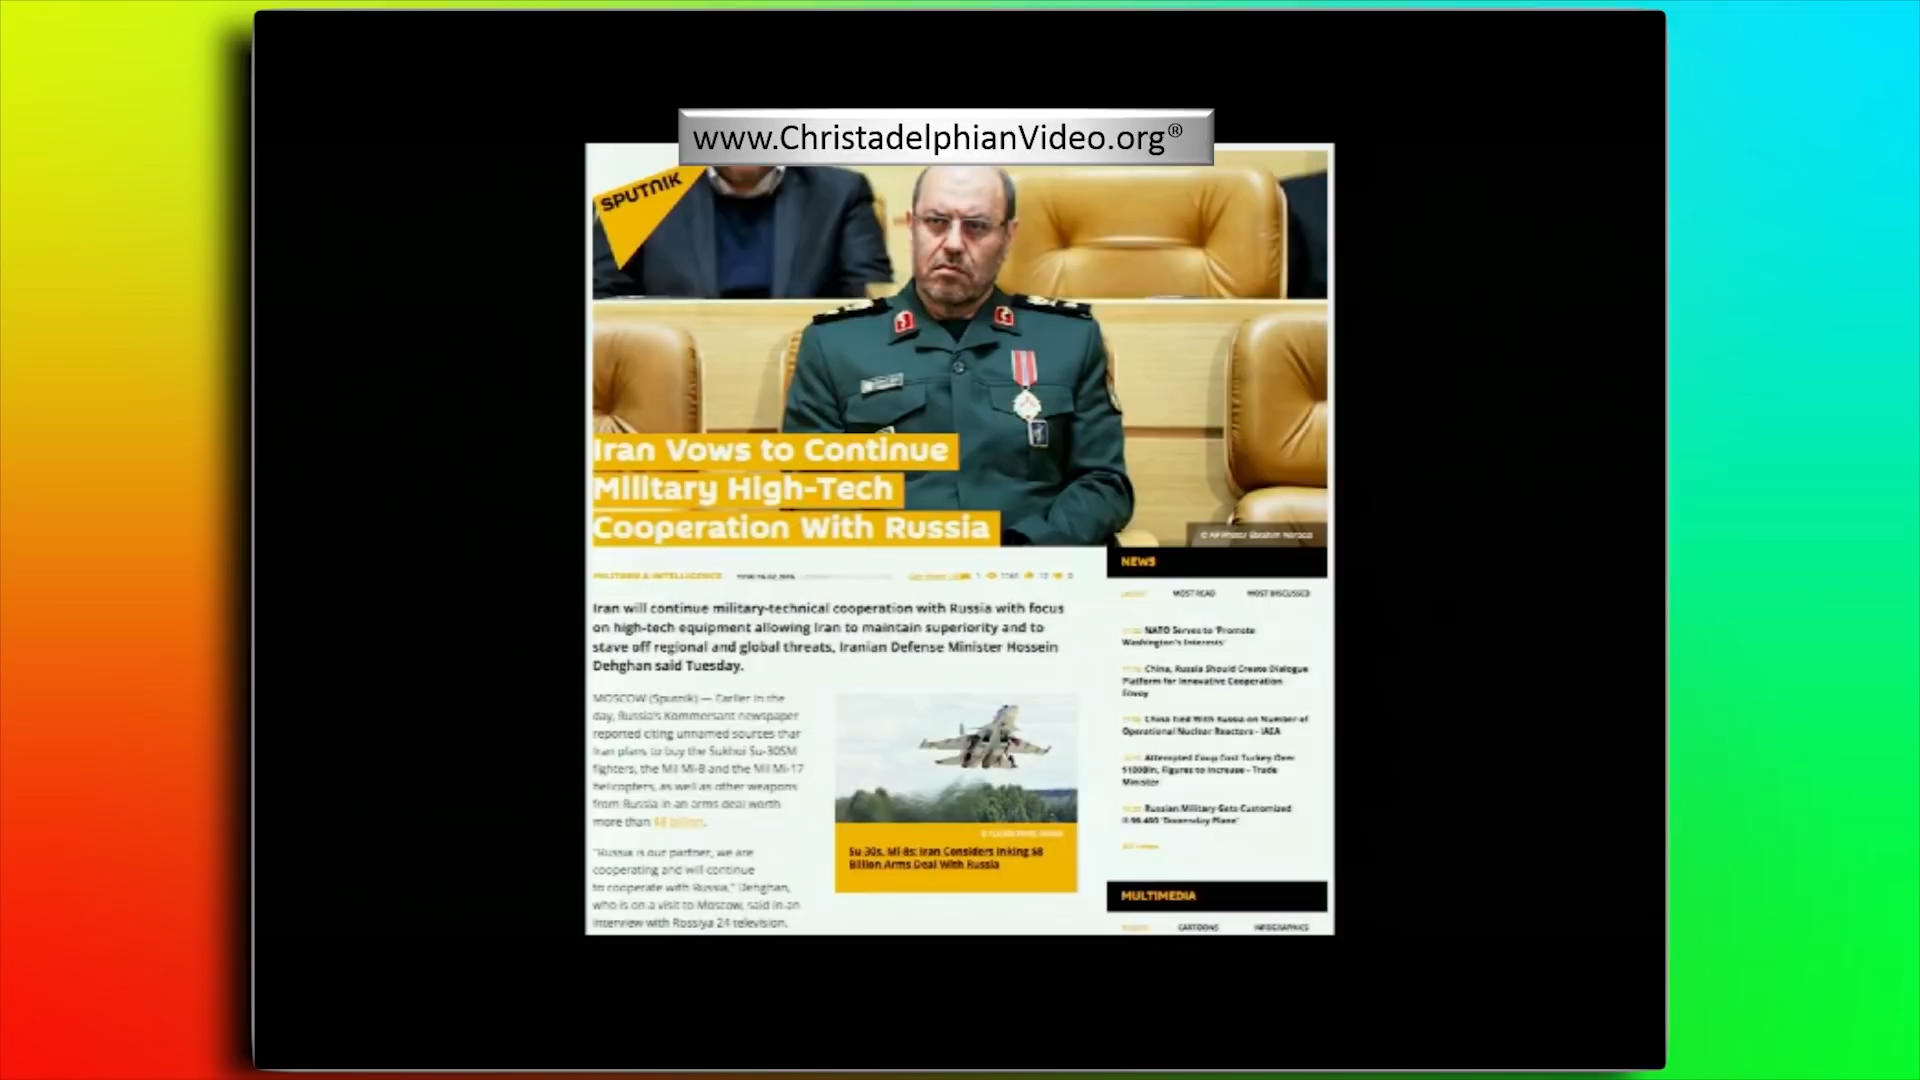 www.ChristadelphianVideo.org®
SPUTNIK
Iran Vows to Continue
Military High-Tech
Cooperation With Russia
NEWS
MILITARY & INTELLIGENCE
MOST READ
MOST DISCUSSED
Iran will continue military-technical cooperation with Russia with focus
on high-tech equipment allowing Iran to maintain superiority and to
stave off regional and global threats, Iranian Defense Minister Hossein
Dehghan said Tuesday.
MOSCOW (Sputnik) — Earlier in the
day, Russia's Kommersant newspaper
reported citing unnamed sources that
Iran plans to buy the Sukhoi Su-30SM
fighters, the Mil Mi-8 and the Mil Mi-17
helicopters, as well as other weapons
from Russia in an arms deal worth
more than $8 billion.
"Russia is our partner, we are
cooperating and will continue
to cooperate with Russia," Dehghan,
who is on a visit to Moscow, said in an
interview with Rossiya 24 television.
Su-30s, Mi-8s: Iran Considers Inking $8
Billion Arms Deal With Russia
NATO Serves to 'Promote
Washington's Interests'
China, Russia Should Create Dialogue
Platform for Innovative Cooperation
Envoy
China Tied With Russia on Number of
Operational Nuclear Reactors - IAEA
Attempted Coup Cost Turkey Over
$100Bln, Figures to Increase - Trade
Minister
Russian Military Gets Customized
Il-96-400 'Doomsday Plane'
MULTIMEDIA
CARTOONS
INFOGRAPHICS